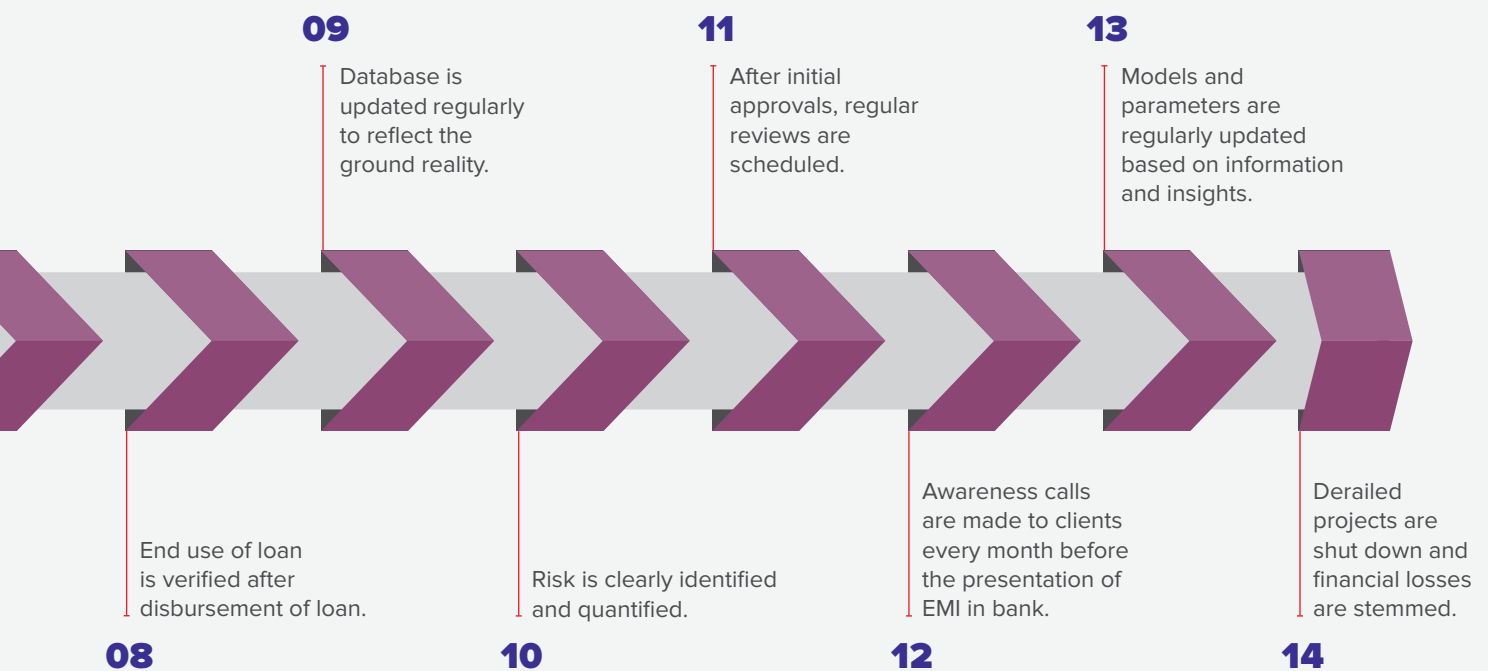 09
Database is
updated regularly
to reflect the
ground reality.
11
After initial
approvals, regular
reviews are
scheduled.
13
Models and
parameters are
regularly updated
based on information
and insights.
End use of loan
is verified after
disbursement of loan.
08
Risk is clearly identified
and quantified.
10
Awareness calls
are made to clients
every month before
the presentation of
EMI in bank.
12
Derailed
projects are
shut down and
financial losses
are stemmed.
14